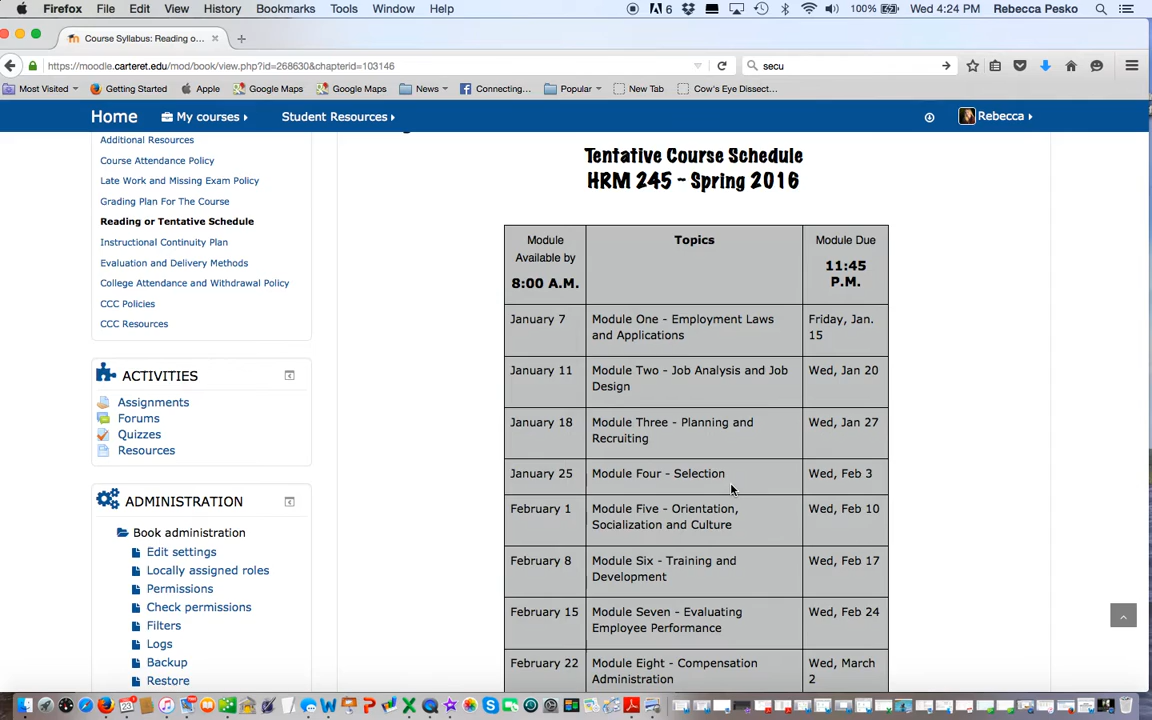 Firefox File Edit View History Bookmarks Tools Window Help 6 100% Wed 4:24 PM Rebecca Pesko
Course Syllabus: Reading o...
https://moodle.carteret.edu/mod/book/view.php?id=268630&chapterid=103146 secu
Most Visited Getting Started Apple Google Maps Google Maps News Connecting... Popular New Tab Cow's Eye Dissect...
Home My courses Student Resources Rebecca
Additional Resources
Course Attendance Policy
Late Work and Missing Exam Policy
Grading Plan For The Course
Reading or Tentative Schedule
Instructional Continuity Plan
Evaluation and Delivery Methods
College Attendance and Withdrawal Policy
CCC Policies
CCC Resources
ACTIVITIES
Assignments
Forums
Quizzes
Resources
ADMINISTRATION
Book administration
Edit settings
Locally assigned roles
Permissions
Check permissions
Filters
Logs
Backup
Restore
Tentative Course Schedule
HRM 245 - Spring 2016
Module
Available by
8:00 A.M.
Topics
Module Due
11:45
P.M.
January 7
Module One - Employment Laws
and Applications
Friday, Jan.
15
January 11
Module Two - Job Analysis and Job
Design
Wed, Jan 20
January 18
Module Three - Planning and
Recruiting
Wed, Jan 27
January 25
Module Four - Selection
Wed, Feb 3
February 1
Module Five - Orientation,
Socialization and Culture
Wed, Feb 10
February 8
Module Six - Training and
Development
Wed, Feb 17
February 15
Module Seven - Evaluating
Employee Performance
Wed, Feb 24
February 22
Module Eight - Compensation
Administration
Wed, March
2